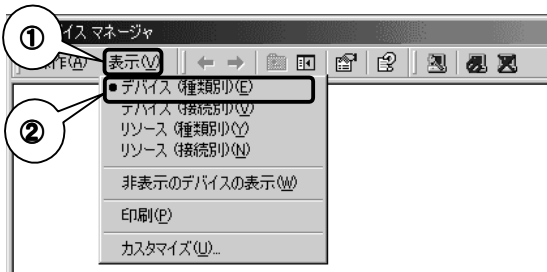 バイス マネージャ
①
作(A) 表示(V)
②
デバイス (種類別)(E)
デバイス (接続別)(V)
リソース (種類別)(Y)
リソース (接続別)(N)
非表示のデバイスの表示(W)
印刷(P)
カスタマイズ(U)...